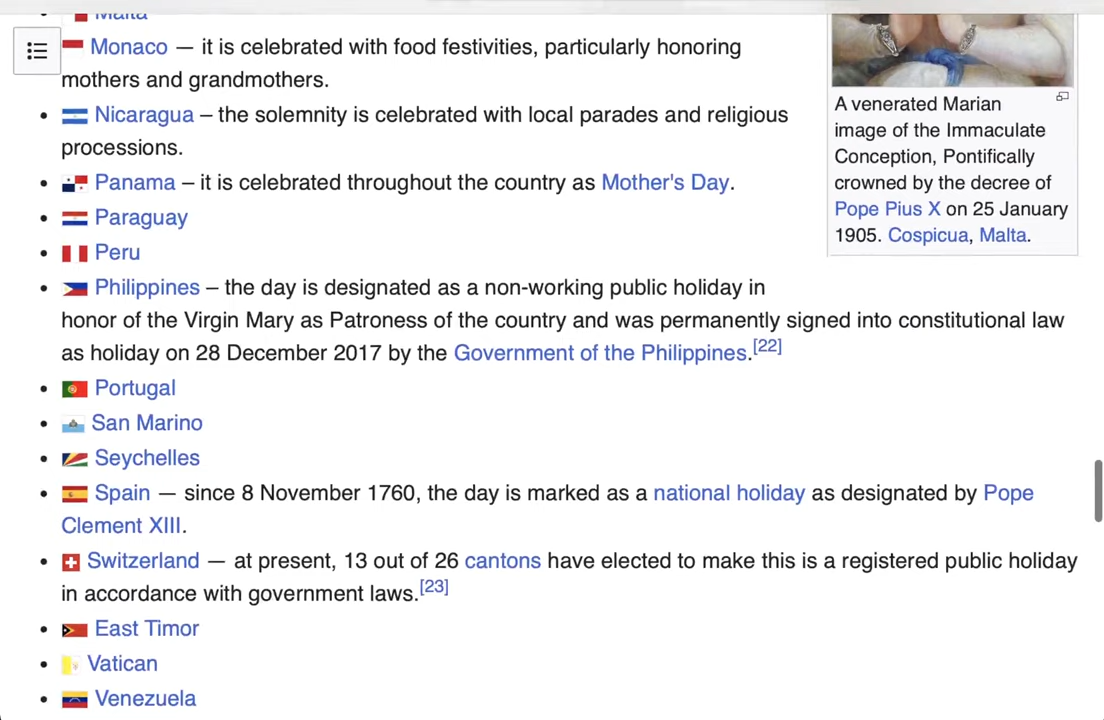 Malta
Monaco — it is celebrated with food festivities, particularly honoring
mothers and grandmothers.
Nicaragua – the solemnity is celebrated with local parades and religious
processions.
Panama – it is celebrated throughout the country as Mother's Day.
Paraguay
Peru
Philippines – the day is designated as a non-working public holiday in
honor of the Virgin Mary as Patroness of the country and was permanently signed into constitutional law
as holiday on 28 December 2017 by the Government of the Philippines.[22]
Portugal
San Marino
Seychelles
Spain — since 8 November 1760, the day is marked as a national holiday as designated by Pope
Clement XIII.
Switzerland — at present, 13 out of 26 cantons have elected to make this is a registered public holiday
in accordance with government laws.[23]
East Timor
Vatican
Venezuela
A venerated Marian
image of the Immaculate
Conception, Pontifically
crowned by the decree of
Pope Pius X on 25 January
1905. Cospicua, Malta.